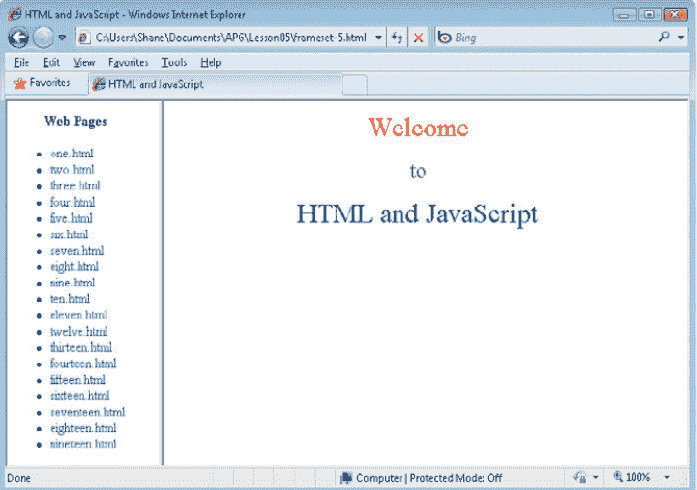 HTML and JavaScript - Windows Internet Explorer
C:\Users\Shane\Documents\APG\Lesson05\frameset-5.html
Bing
File Edit View Favorites Tools Help
Favorites
HTML and JavaScript
Web Pages
• one.html
• two.html
• three.html
• four.html
• five.html
• six.html
• seven.html
• eight.html
• nine.html
• ten.html
• eleven.html
• twelve.html
• thirteen.html
• fourteen.html
• fifteen.html
• sixteen.html
• seventeen.html
• eighteen.html
• nineteen.html
Welcome
to
HTML and JavaScript
Done
Computer | Protected Mode: Off
100%